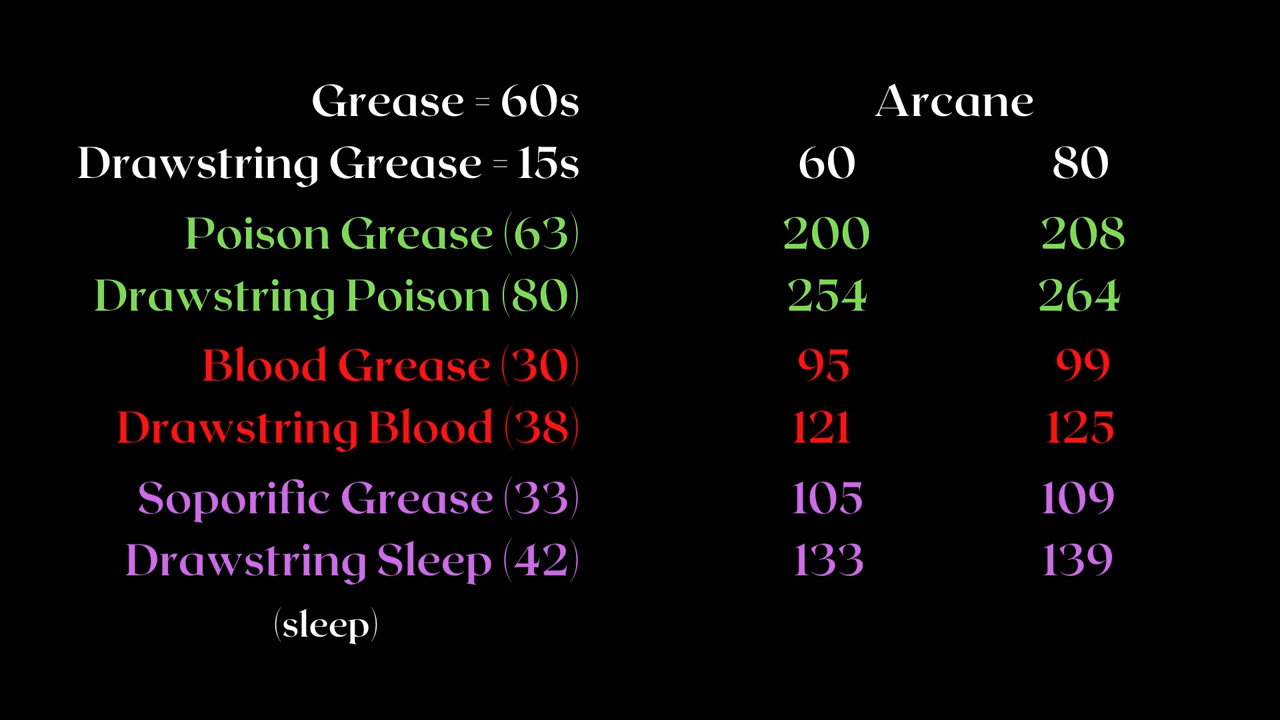 Grease = 60s Arcane
Drawstring Grease = 15s 60 80
Poison Grease (63) 200 208
Drawstring Poison (80) 254 264
Blood Grease (30) 95 99
Drawstring Blood (38) 121 125
Soporific Grease (33) 105 109
Drawstring Sleep (42) 133 139
(sleep)